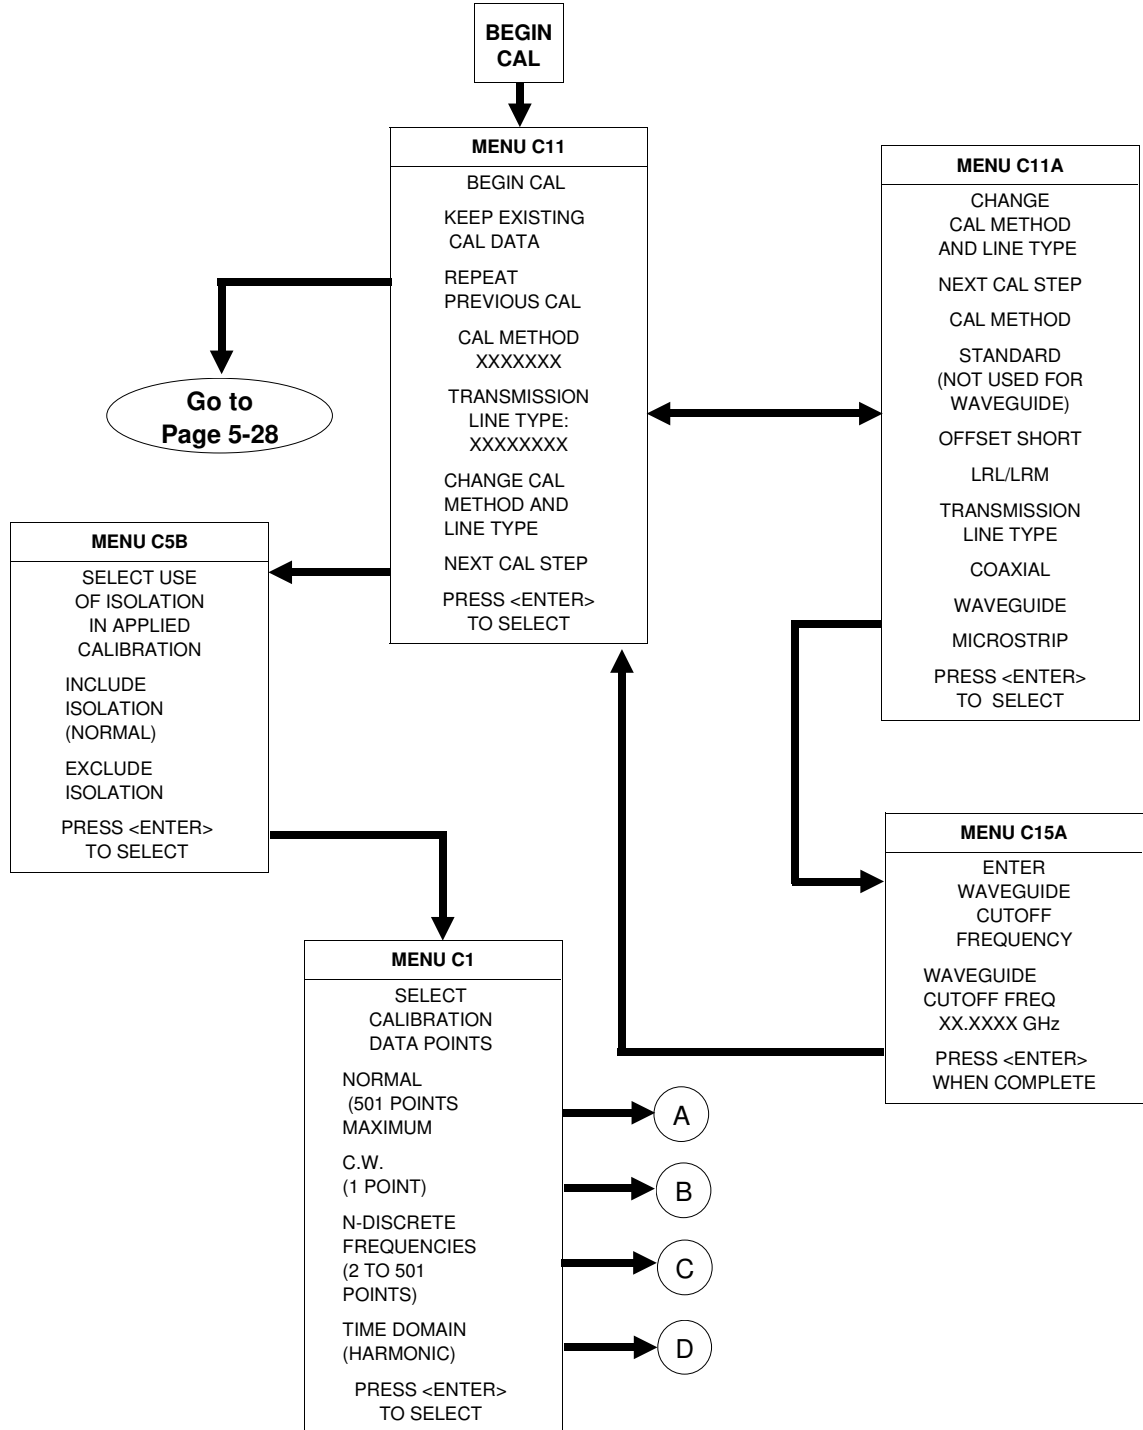 BEGIN
CAL
MENU C11
BEGIN CAL
KEEP EXISTING
CAL DATA
REPEAT
PREVIOUS CAL
CAL METHOD
XXXXXXX
TRANSMISSION
LINE TYPE:
XXXXXXXX
CHANGE CAL
METHOD AND
LINE TYPE
NEXT CAL STEP
PRESS <ENTER>
TO SELECT
MENU C11A
CHANGE
CAL METHOD
AND LINE TYPE
NEXT CAL STEP
CAL METHOD
STANDARD
(NOT USED FOR
WAVEGUIDE)
OFFSET SHORT
LRL/LRM
TRANSMISSION
LINE TYPE
COAXIAL
WAVEGUIDE
MICROSTRIP
PRESS <ENTER>
TO SELECT
Go to
Page 5-28
MENU C5B
SELECT USE
OF ISOLATION
IN APPLIED
CALIBRATION
INCLUDE
ISOLATION
(NORMAL)
EXCLUDE
ISOLATION
PRESS <ENTER>
TO SELECT
MENU C15A
ENTER
WAVEGUIDE
CUTOFF
FREQUENCY
WAVEGUIDE
CUTOFF FREQ
XX.XXXX GHz
PRESS <ENTER>
WHEN COMPLETE
MENU C1
SELECT
CALIBRATION
DATA POINTS
NORMAL
(501 POINTS
MAXIMUM
C.W.
(1 POINT)
N-DISCRETE
FREQUENCIES
(2 TO 501
POINTS)
TIME DOMAIN
(HARMONIC)
PRESS <ENTER>
TO SELECT
A
B
C
D